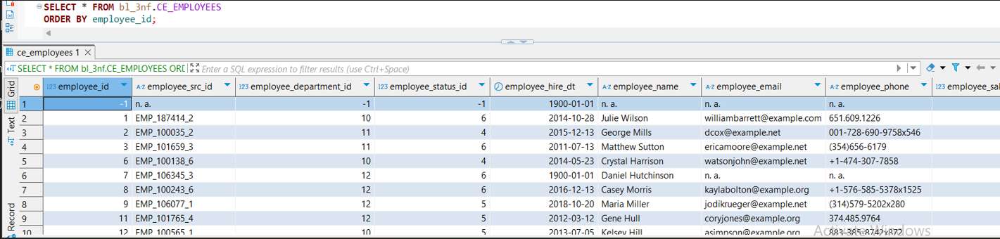 SELECT * FROM bl_3nf.CE_EMPLOYEES
ORDER BY employee_id;
ce_employees 1
SELECT * FROM bl_3nf.CE_EMPLOYEES ORD Enter a SQL expression to filter results (use Ctrl+Space)
Grid
Text
Record
123 employee_id A-Z employee_src_id 123 employee_department_id 123 employee_status_id employee_hire_dt A-Z employee_name A-Z employee_email A-Z employee_phone 123 employee_sal
1 -1 n. a. -1 -1 1900-01-01 n. a. n. a. n. a.
2 1 EMP_187414_2 10 6 2014-10-28 Julie Wilson williambarrett@example.com 651.609.1226
3 2 EMP_100035_2 11 4 2015-12-13 George Mills dcox@example.net 001-728-690-9758x546
4 3 EMP_101659_3 11 6 2011-07-13 Matthew Sutton ericamoore@example.net (354)656-6179
5 6 EMP_100138_6 10 4 2014-05-23 Crystal Harrison watsonjohn@example.net +1-474-307-7858
6 7 EMP_106345_3 12 6 1900-01-01 Daniel Hutchinson n. a. n. a.
7 8 EMP_100243_6 12 6 2016-12-13 Casey Morris kaylabolton@example.org +1-576-585-5378x1525
8 9 EMP_106077_1 12 5 2018-10-20 Maria Miller jodikrueger@example.net (314)579-5202x280
9 11 EMP_101765_4 12 5 2012-03-12 Gene Hull coryjones@example.org 374.485.9764
10 12 EMP_100565_1 10 5 2013-07-05 Kelsey Hill asimpson@example.org
Activate Windows